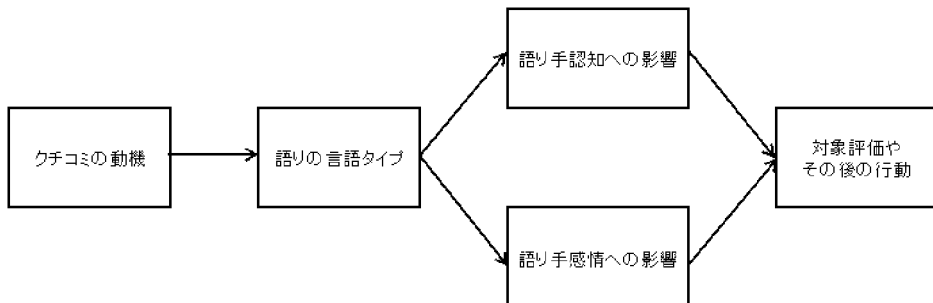 語り手認知への影響
クチコミの動機
語りの言語タイプ
対象評価や
その後の行動
語り手感情への影響